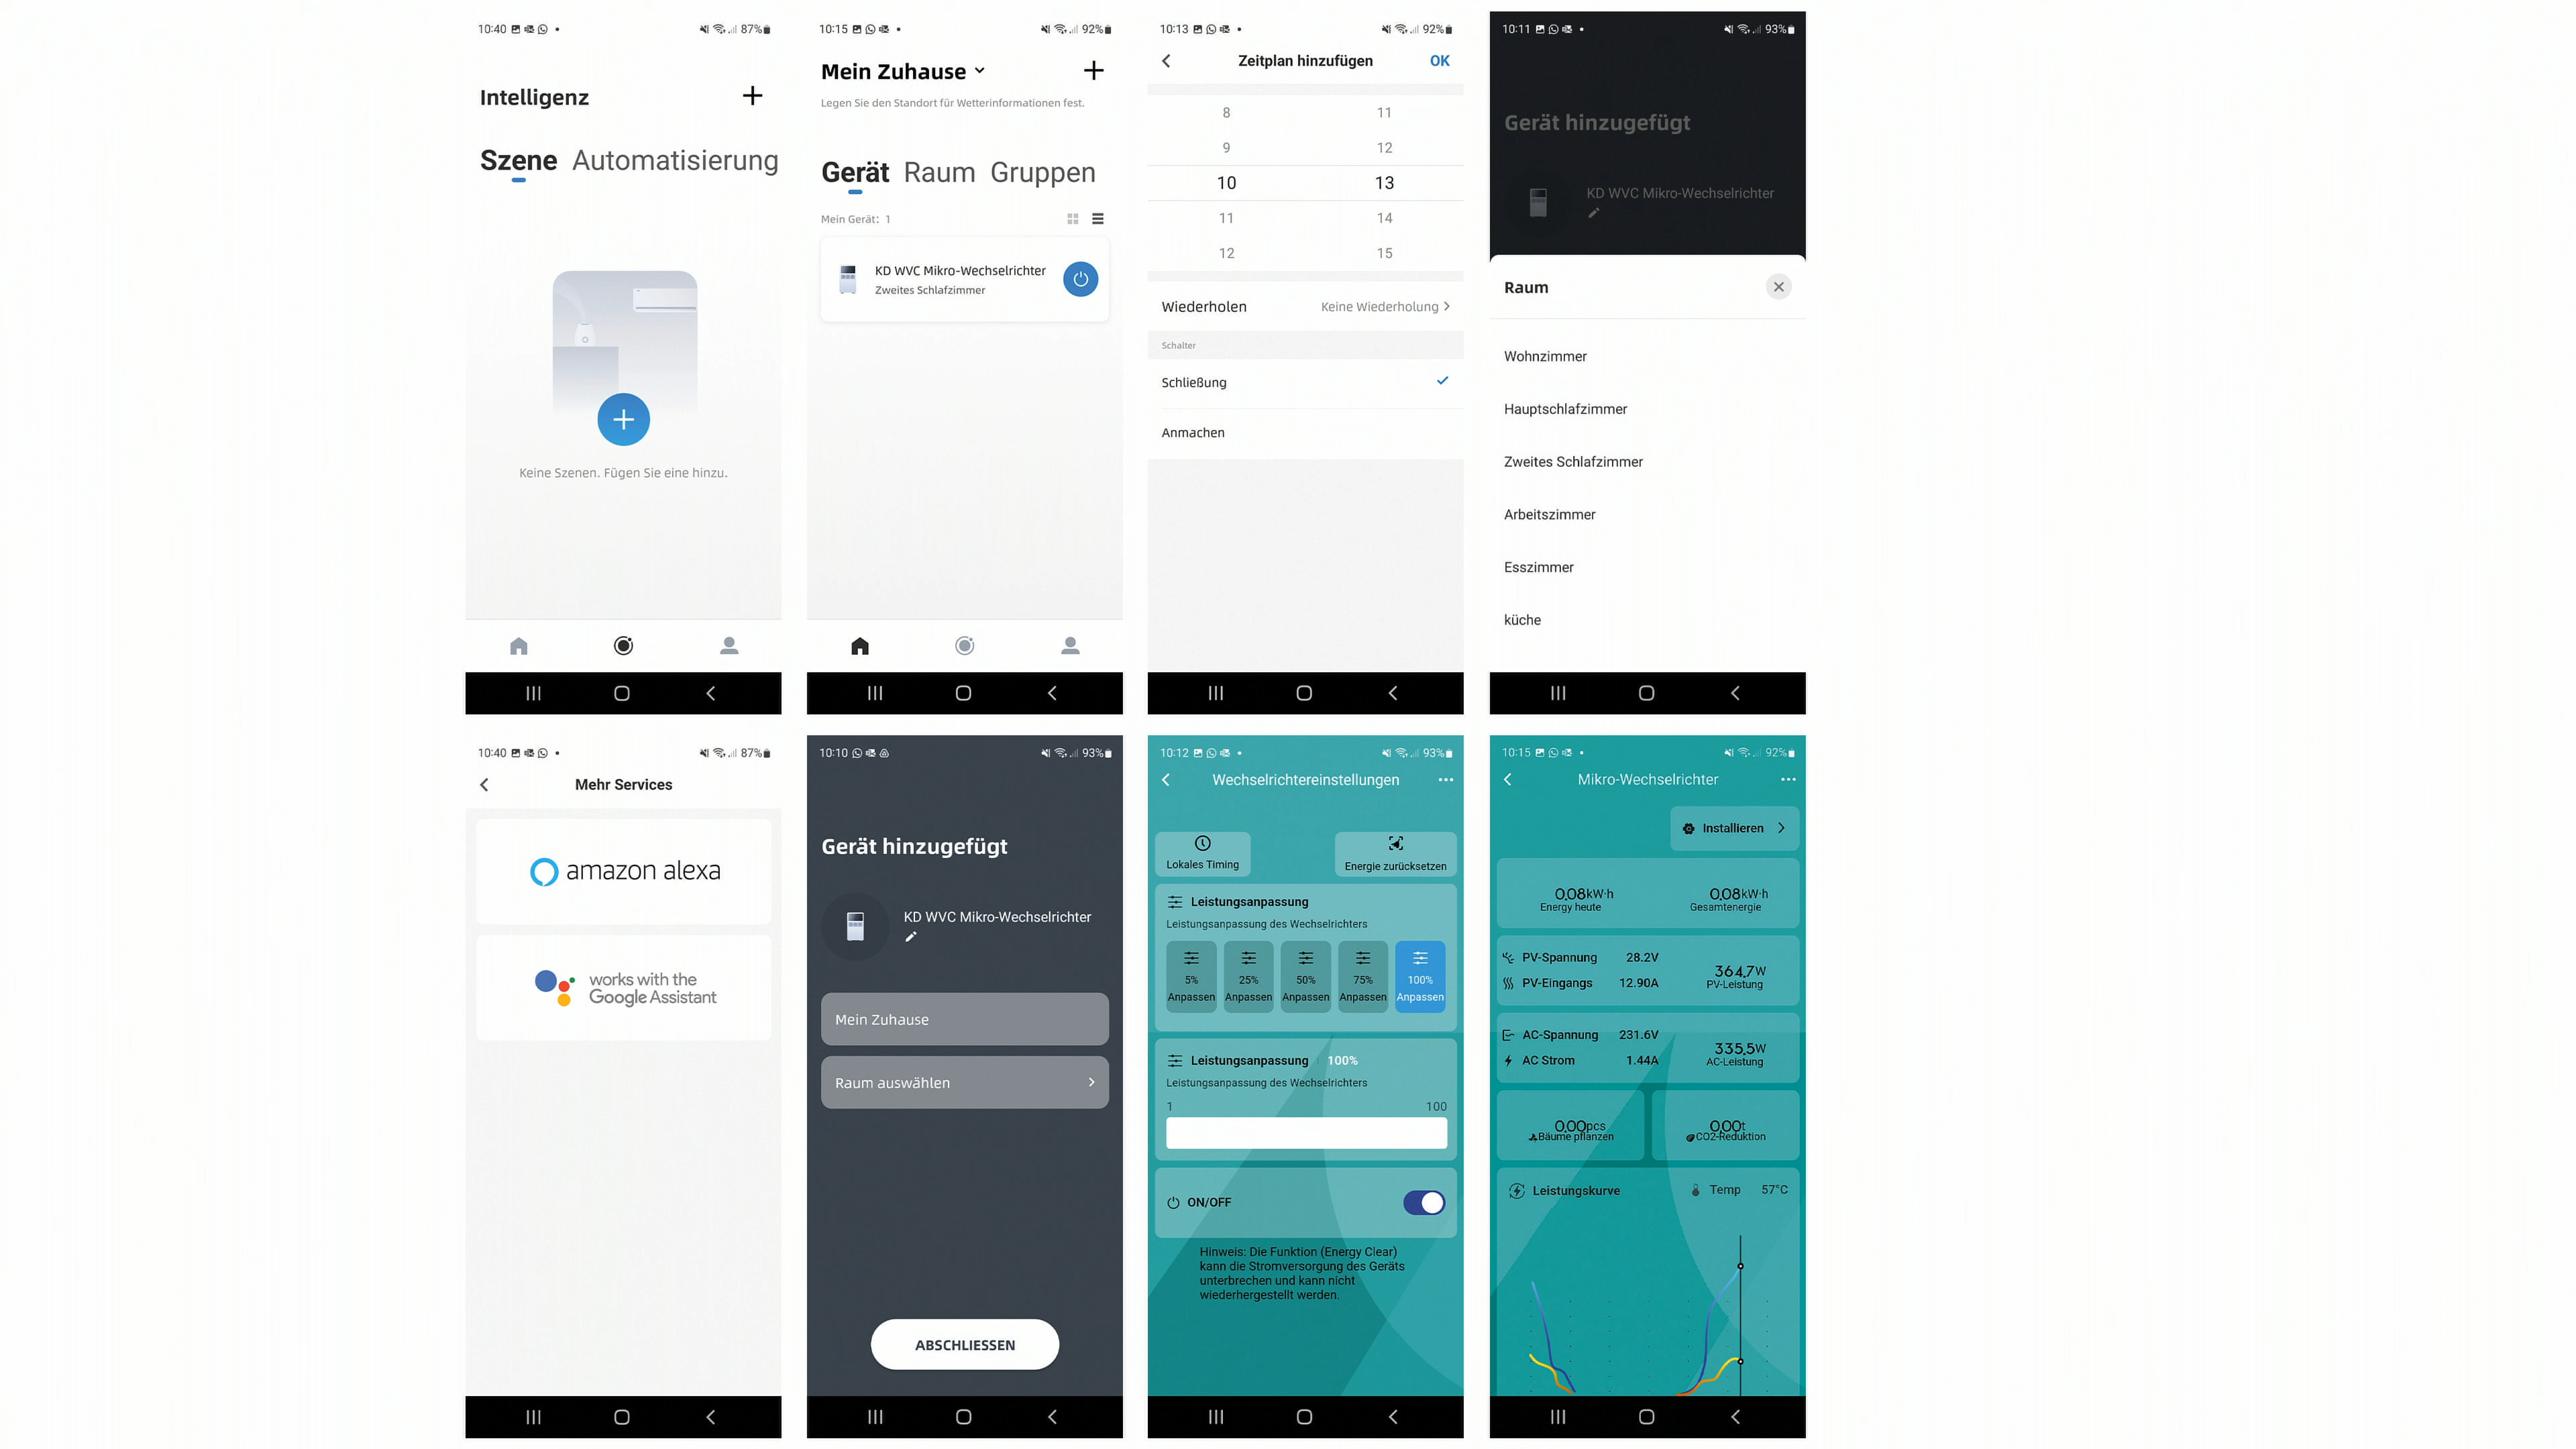 10:40
87%
Intelligenz
Szene Automatisierung
Keine Szenen. Fügen Sie eine hinzu.
10:15
92%
Mein Zuhause
Legen Sie den Standort für Wetterinformationen fest.
Gerät Raum Gruppen
Mein Gerät: 1
KD WVC Mikro-Wechselrichter
Zweites Schlafzimmer
10:13
92%
Zeitplan hinzufügen OK
8 11
9 12
10 13
11 14
12 15
Wiederholen Keine Wiederholung
Schalter
Schließung
Anmachen
10:11
93%
Gerät hinzugefügt
KD WVC Mikro-Wechselrichter
Raum
Wohnzimmer
Hauptschlafzimmer
Zweites Schlafzimmer
Arbeitszimmer
Esszimmer
küche
10:40
87%
Mehr Services
amazon alexa
works with the
Google Assistant
10:10
93%
Gerät hinzugefügt
KD WVC Mikro-Wechselrichter
Mein Zuhause
Raum auswählen
ABSCHLIESSEN
10:12
93%
Wechselrichtereinstellungen
Lokales Timing Energie zurücksetzen
Leistungsanpassung
Leistungsanpassung des Wechselrichters
5% 25% 50% 75% 100%
Anpassen Anpassen Anpassen Anpassen Anpassen
Leistungsanpassung 100%
Leistungsanpassung des Wechselrichters
1 100
ON/OFF
Hinweis: Die Funktion (Energy Clear)
kann die Stromversorgung des Geräts
unterbrechen und kann nicht
wiederhergestellt werden.
10:15
92%
Mikro-Wechselrichter
Installieren
0.08kW·h 0.08kW·h
Energy heute Gesamtenergie
PV-Spannung 28.2V
PV-Eingangs 12.90A
364.7W
PV-Leistung
AC-Spannung 231.6V
AC Strom 1.44A
335.5W
AC-Leistung
0.00pcs 0.00t
Bäume pflanzen CO2-Reduktion
Leistungskurve Temp 57°C